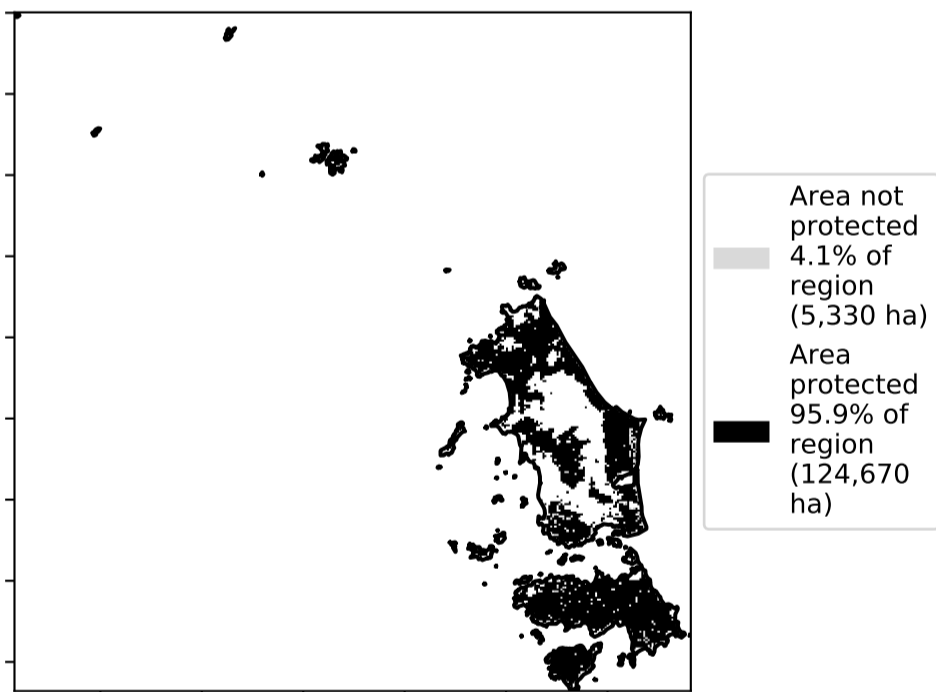 Area not
protected
4.1% of
region
(5,330 ha)
Area
protected
95.9% of
region
(124,670
ha)